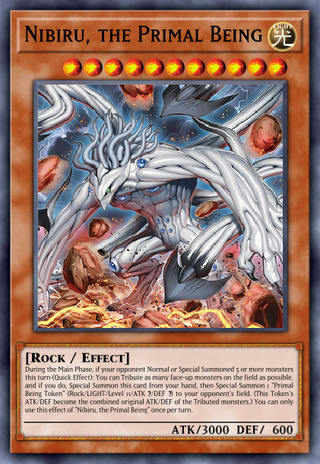 NIBIRU, THE PRIMAL BEING
LIGHT
光
[ROCK / EFFECT]
During the Main Phase, if your opponent Normal or Special Summoned 5 or more monsters
this turn (Quick Effect): You can Tribute as many face-up monsters on the field as possible,
and if you do, Special Summon this card from your hand, then Special Summon 1 "Primal
Being Token" (Rock/LIGHT/Level 11/ATK ?/DEF ?) to your opponent's field. (This Token's
ATK/DEF become the combined original ATK/DEF of the Tributed monsters.) You can only
use this effect of "Nibiru, the Primal Being" once per turn.
ATK/3000 DEF/ 600